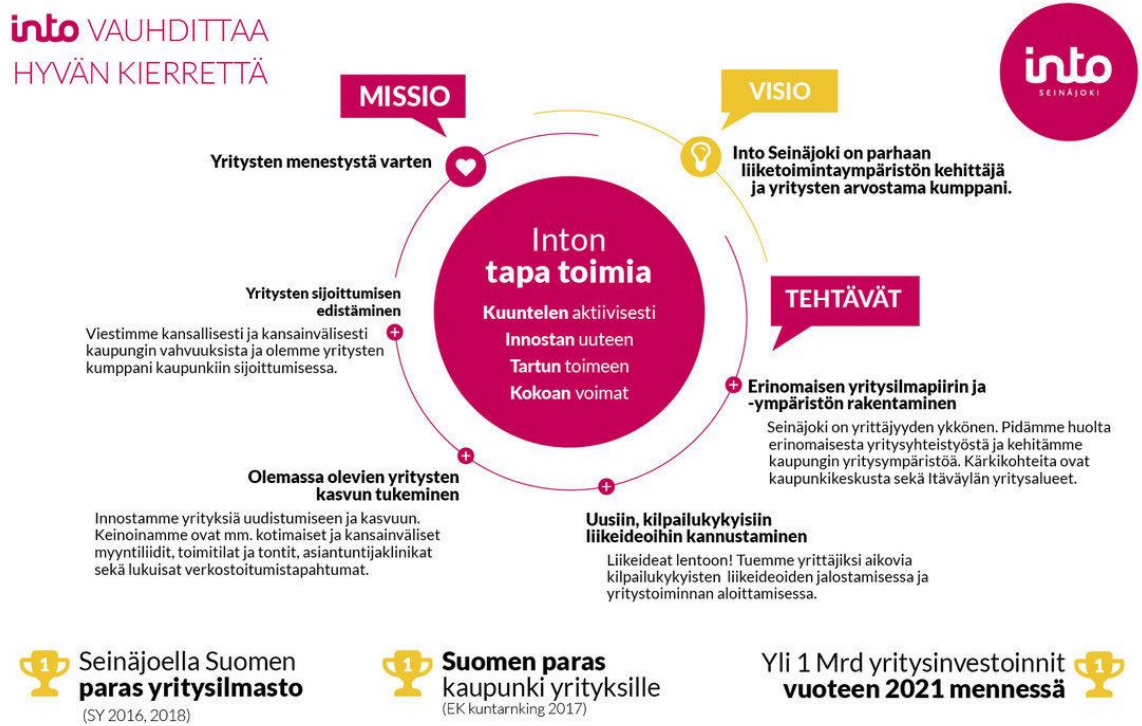 into VAUHDITTAA
HYVÄN KIERRETTÄ
into
SEINÄJOKI
MISSIO
Yritysten menestystä varten
VISIO
Into Seinäjoki on parhaan
liiketoimintaympäristön kehittäjä
ja yritysten arvostama kumppani.
Inton
tapa toimia
Kuuntelen aktiivisesti
Innostan uuteen
Tartun toimeen
Kokoan voimat
TEHTÄVÄT
Erinomaisen yritysilmapiirin ja
-ympäristön rakentaminen
Seinäjoki on yrittäjyyden ykkönen. Pidämme huolta
erinomaisesta yritysyhteistyöstä ja kehitämme
kaupungin yritysympäristöä. Kärkikohteita ovat
kaupunkikeskusta sekä Itäväylän yritysalueet.
Uusiin, kilpailukykyisiin
liikeideoihin kannustaminen
Liikeideat lentoon! Tuemme yrittäjiksi aikovia
kilpailukykyisten liikeideoiden jalostamisessa ja
yritystoiminnan aloittamisessa.
Olemassa olevien yritysten
kasvun tukeminen
Innostamme yrityksiä uudistumiseen ja kasvuun.
Keinoinamme ovat mm. kotimaiset ja kansainväliset
myyntiliidit, toimitilat ja tontit, asiantuntijaklinikat
sekä lukuisat verkostoitumistapahtumat.
Yritysten sijoittumisen
edistäminen
Viestimme kansallisesti ja kansainvälisesti
kaupungin vahvuuksista ja olemme yritysten
kumppani kaupunkiin sijoittumisessa.
1
Seinäjoella Suomen
paras yritysilmasto
(SY 2016, 2018)
1
Suomen paras
kaupunki yrityksille
(EK kuntarnking 2017)
Yli 1 Mrd yritysinvestoinnit
vuoteen 2021 mennessä
1